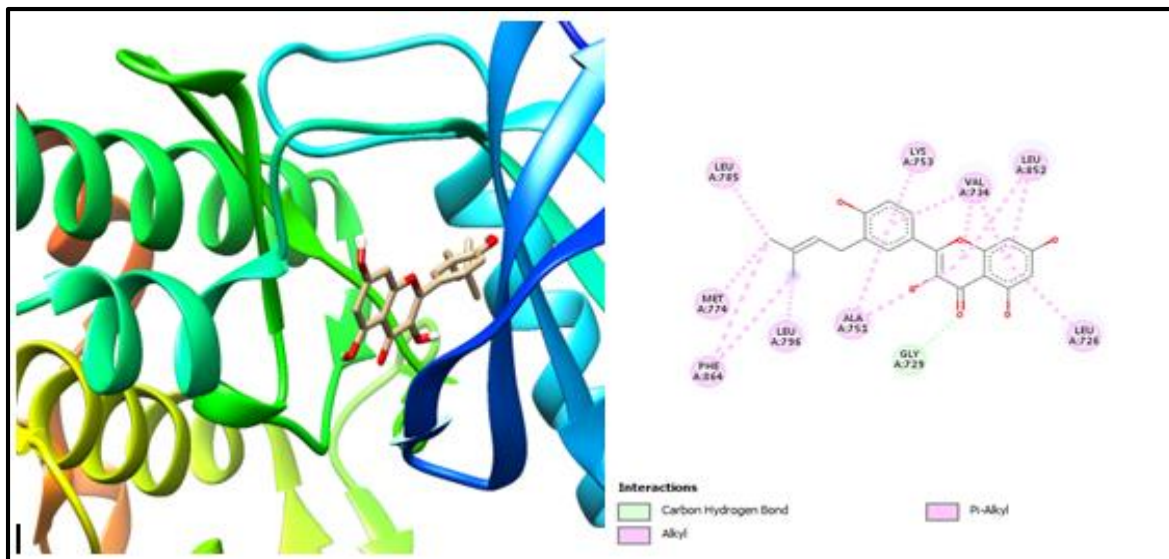 LYS
A:753
LEU
A:852
LEU
A:785
VAL
A:734
MET
A:774
LEU
A:796
ALA
A:751
LEU
A:726
PHE
A:864
GLY
A:729
Interactions
Carbon Hydrogen Bond
Pi-Alkyl
Alkyl